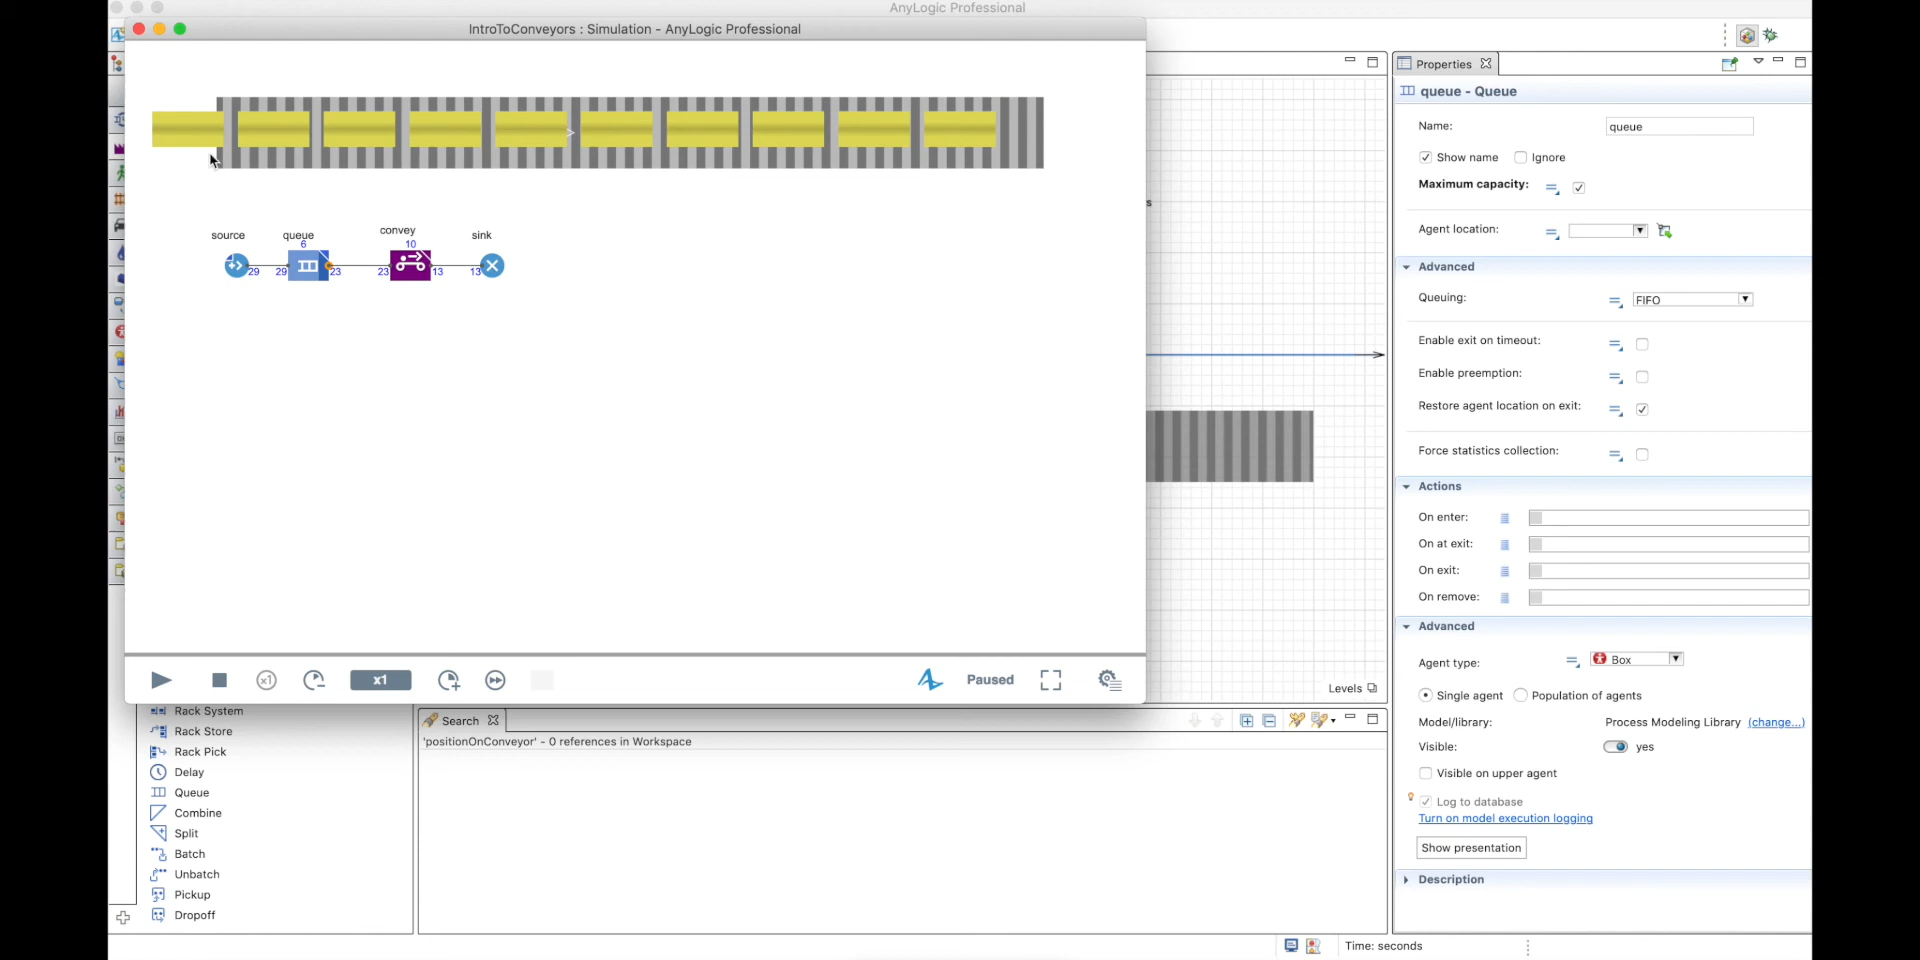 AnyLogic Professional
IntroToConveyors : Simulation - AnyLogic Professional
source
queue
6
convey
10
sink
29
29
23
23
13
13
x1
x1
Paused
Rack System
Rack Store
Rack Pick
Delay
Queue
Combine
Split
Batch
Unbatch
Pickup
Dropoff
s
Levels
Search
'positionOnConveyor' - 0 references in Workspace
Properties
queue - Queue
Name: queue
Show name Ignore
Maximum capacity:
Agent location:
Advanced
Queuing: FIFO
Enable exit on timeout:
Enable preemption:
Restore agent location on exit:
Force statistics collection:
Actions
On enter:
On at exit:
On exit:
On remove:
Advanced
Agent type: Box
Single agent Population of agents
Model/library: Process Modeling Library (change...)
Visible: yes
Visible on upper agent
Log to database
Turn on model execution logging
Show presentation
Description
Time: seconds